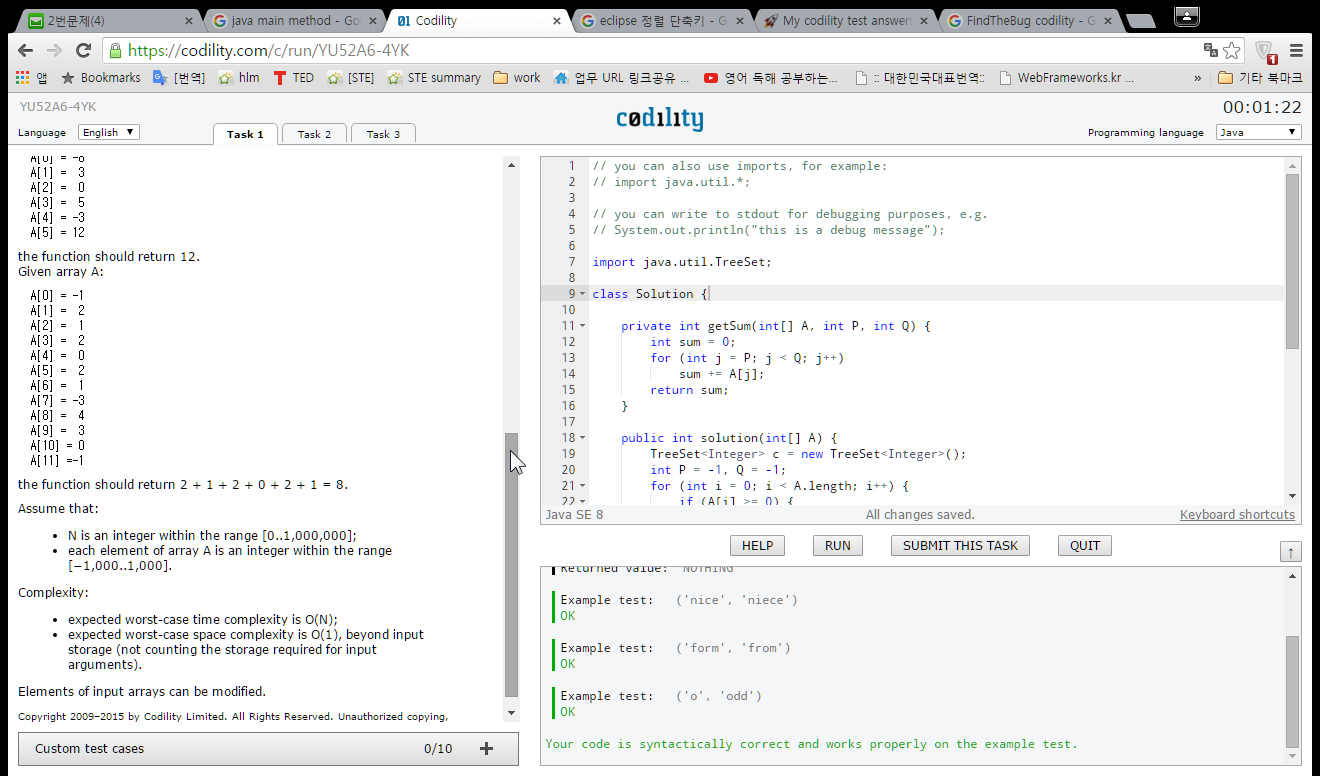 2번문제(4)
java main method - Go
Codility
eclipse 정렬 단축키 - G
My codility test answers
FindTheBug codility - G
https://codility.com/c/run/YU52A6-4YK
앱
Bookmarks
[번역]
hlm
TED
[STE]
STE summary
work
업무 URL 링크공유 ...
영어 독해 공부하는...
:: 대한민국대표번역::
WebFrameworks.kr ...
»
기타 북마크
YU52A6-4YK
00:01:22
codility
Language English
Task 1 Task 2 Task 3
Programming language Java
A[1] = 3
A[2] = 0
A[3] = 5
A[4] = -3
A[5] = 12
the function should return 12.
Given array A:
A[0] = -1
A[1] = 2
A[2] = 1
A[3] = 2
A[4] = 0
A[5] = 2
A[6] = 1
A[7] = -3
A[8] = 4
A[9] = 3
A[10] = 0
A[11] =-1
the function should return 2 + 1 + 2 + 0 + 2 + 1 = 8.
Assume that:
• N is an integer within the range [0..1,000,000];
• each element of array A is an integer within the range
[−1,000..1,000].
Complexity:
• expected worst-case time complexity is O(N);
• expected worst-case space complexity is O(1), beyond input
storage (not counting the storage required for input
arguments).
Elements of input arrays can be modified.
Copyright 2009–2015 by Codility Limited. All Rights Reserved. Unauthorized copying,
Custom test cases 0/10 +
1 // you can also use imports, for example:
2 // import java.util.*;
3
4 // you can write to stdout for debugging purposes, e.g.
5 // System.out.println("this is a debug message");
6
7 import java.util.TreeSet;
8
9 class Solution {
10
11 private int getSum(int[] A, int P, int Q) {
12 int sum = 0;
13 for (int j = P; j < Q; j++)
14 sum += A[j];
15 return sum;
16 }
17
18 public int solution(int[] A) {
19 TreeSet<Integer> c = new TreeSet<Integer>();
20 int P = -1, Q = -1;
21 for (int i = 0; i < A.length; i++) {
22 if (A[i] >= 0) {
Java SE 8 All changes saved. Keyboard shortcuts
HELP RUN SUBMIT THIS TASK QUIT ↑
Returned value: NOTHING
Example test: ('nice', 'niece')
OK
Example test: ('form', 'from')
OK
Example test: ('o', 'odd')
OK
Your code is syntactically correct and works properly on the example test.